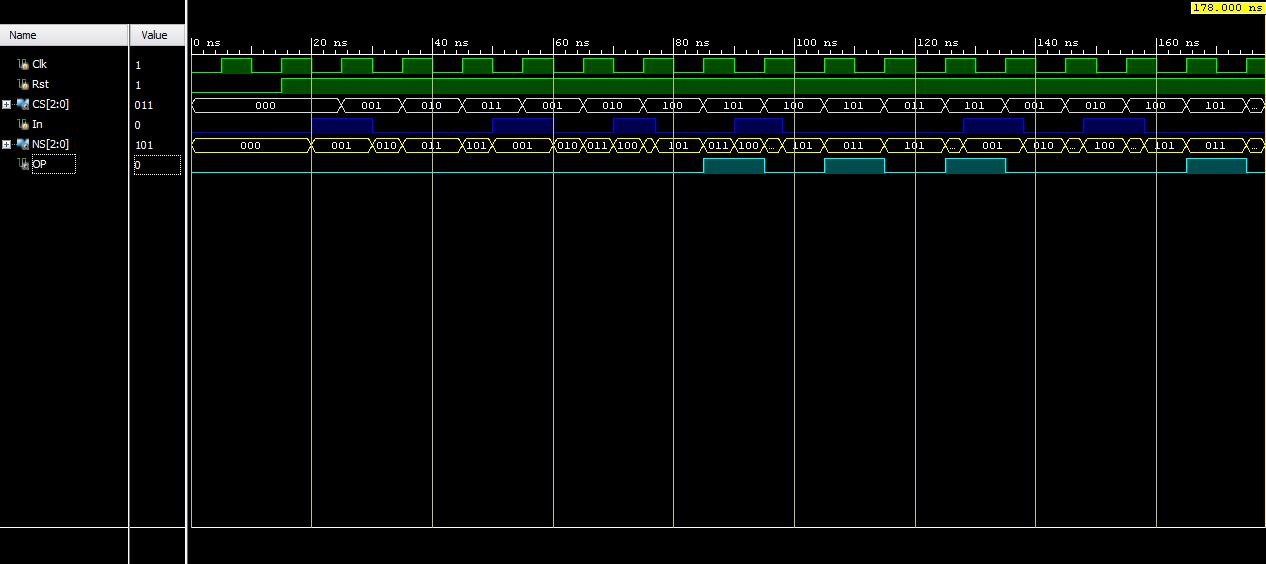 178.000 ns
Name Value
0 ns 20 ns 40 ns 60 ns 80 ns 100 ns 120 ns 140 ns 160 ns
Clk 1
Rst 1
CS[2:0] 011 000 001 010 011 001 010 100 101 100 101 011 101 001 010 100 101 ...
In 0
NS[2:0] 101 000 001 010 011 101 001 010 011 100 101 011 100 ... 101 011 101 ... 001 010 ... 100 ... 101 011 ...
OP 0